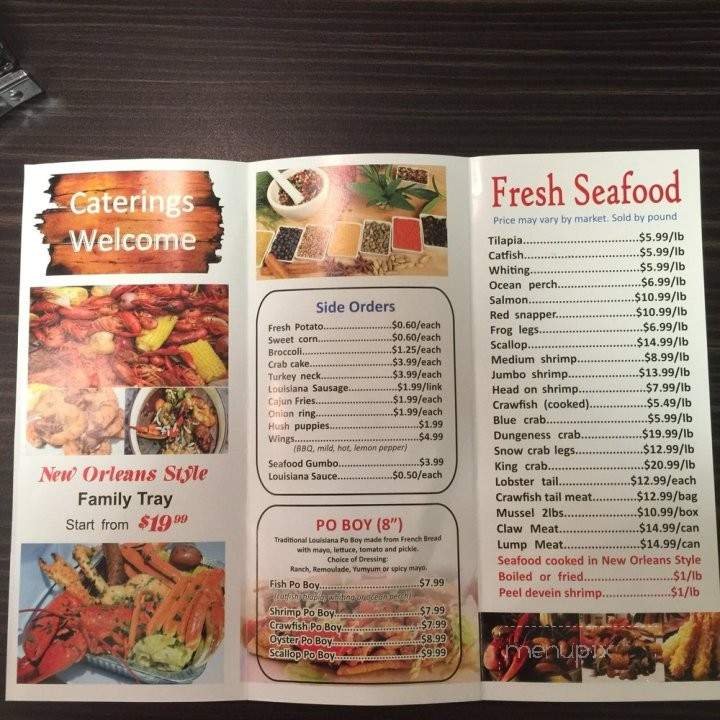 Caterings
Welcome
New Orleans Style
Family Tray
Start from $19.99
Side Orders
Fresh Potato....................$0.60/each
Sweet corn......................$0.60/each
Broccoli...........................$1.25/each
Crab cake........................$3.99/each
Turkey neck....................$3.99/each
Louisiana Sausage..........$1.99/link
Cajun Fries......................$1.99/each
Onion ring.......................$1.99/each
Hush puppies..........................$1.99
Wings.......................................$4.99
(BBQ, mild, hot, lemon pepper)
Seafood Gumbo.....................$3.99
Louisiana Sauce..............$0.50/each
PO BOY (8")
Traditional Louisiana Po Boy made from French Bread
with mayo, lettuce, tomato and pickie.
Choice of Dressing:
Ranch, Remoulade, Yumyum or spicy mayo.
Fish Po Boy.........................$7.99
(catfish, tilapia, whiting or ocean perch)
Shrimp Po Boy....................$7.99
Crawfish Po Boy..................$7.99
Oyster Po Boy.....................$8.99
Scallop Po Boy....................$9.99
Fresh Seafood
Price may vary by market. Sold by pound
Tilapia.............................$5.99/lb
Catfish............................$5.99/lb
Whiting...........................$5.99/lb
Ocean perch....................$6.99/lb
Salmon...........................$10.99/lb
Red snapper...................$10.99/lb
Frog legs.........................$6.99/lb
Scallop...........................$14.99/lb
Medium shrimp...............$8.99/lb
Jumbo shrimp.................$13.99/lb
Head on shrimp...............$7.99/lb
Crawfish (cooked)............$5.49/lb
Blue crab.........................$5.99/lb
Dungeness crab..............$19.99/lb
Snow crab legs................$12.99/lb
King crab........................$20.99/lb
Lobster tail....................$12.99/each
Crawfish tail meat.........$12.99/bag
Mussel 2lbs...................$10.99/box
Claw Meat.....................$14.99/can
Lump Meat....................$14.99/can
Seafood cooked in New Orleans Style
Boiled or fried....................$1/lb
Peel devein shrimp..............$1/lb
menupix